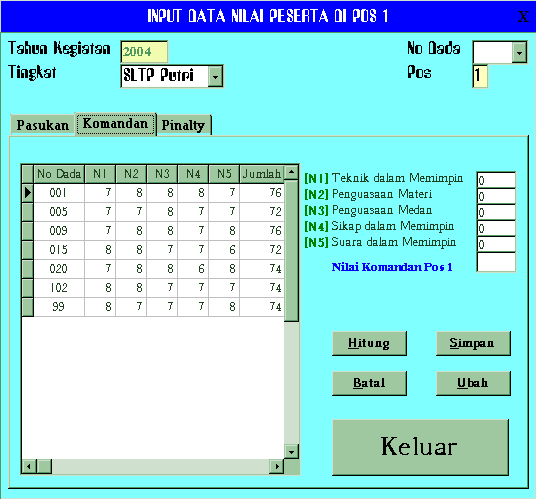 INPUT DATA NILAI PESERTA DI POS 1 X
Tahun Kegiatan 2004 No Dada
Tingkat SLTP Putri Pos 1
Pasukan Komandan Pinalty
No Dada N1 N2 N3 N4 N5 Jumlah
001 7 8 8 8 7 76
005 7 7 8 7 7 72
009 7 8 8 7 8 76
015 8 8 7 7 6 72
020 7 8 8 6 8 74
102 8 8 7 7 7 74
99 8 7 7 7 8 74
[N1] Teknik dalam Memimpin 0
[N2] Penguasaan Materi 0
[N3] Penguasaan Medan 0
[N4] Sikap dalam Memimpin 0
[N5] Suara dalam Memimpin 0
Nilai Komandan Pos 1
Hitung Simpan
Batal Ubah
Keluar